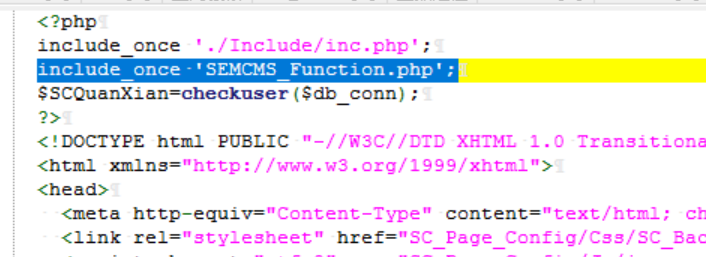 <?php
include_once './Include/inc.php';
include_once 'SEMCMS_Function.php';
$SCQuanXian=checkuser($db_conn);
?>
<!DOCTYPE html PUBLIC "-//W3C//DTD XHTML 1.0 Transitiona
<html xmlns="http://www.w3.org/1999/xhtml">
<head>
<meta http-equiv="Content-Type" content="text/html; ch
<link rel="stylesheet" href="SC_Page_Config/Css/SC_Bac